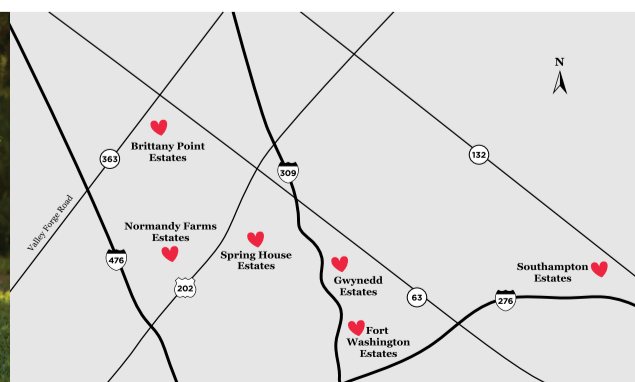 N
Brittany Point
Estates
363
132
309
Valley Forge Road
Normandy Farms
Estates
Spring House
Estates
476
Gwynedd
Estates
Southampton
Estates
202
63
276
Fort
Washington
Estates